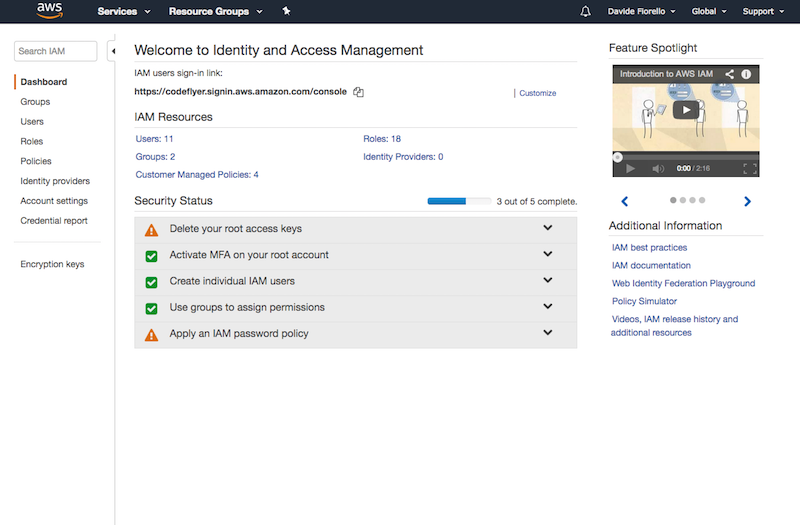 aws
Services
Resource Groups
Davide Fiorello
Global
Support
Search IAM
Dashboard
Groups
Users
Roles
Policies
Identity providers
Account settings
Credential report
Encryption keys
Welcome to Identity and Access Management
IAM users sign-in link:
https://codeflyer.signin.aws.amazon.com/console
Customize
IAM Resources
Users: 11
Roles: 18
Groups: 2
Identity Providers: 0
Customer Managed Policies: 4
Security Status
3 out of 5 complete.
Delete your root access keys
Activate MFA on your root account
Create individual IAM users
Use groups to assign permissions
Apply an IAM password policy
Feature Spotlight
Introduction to AWS IAM
0:00 / 2:16
Additional Information
IAM best practices
IAM documentation
Web Identity Federation Playground
Policy Simulator
Videos, IAM release history and
additional resources